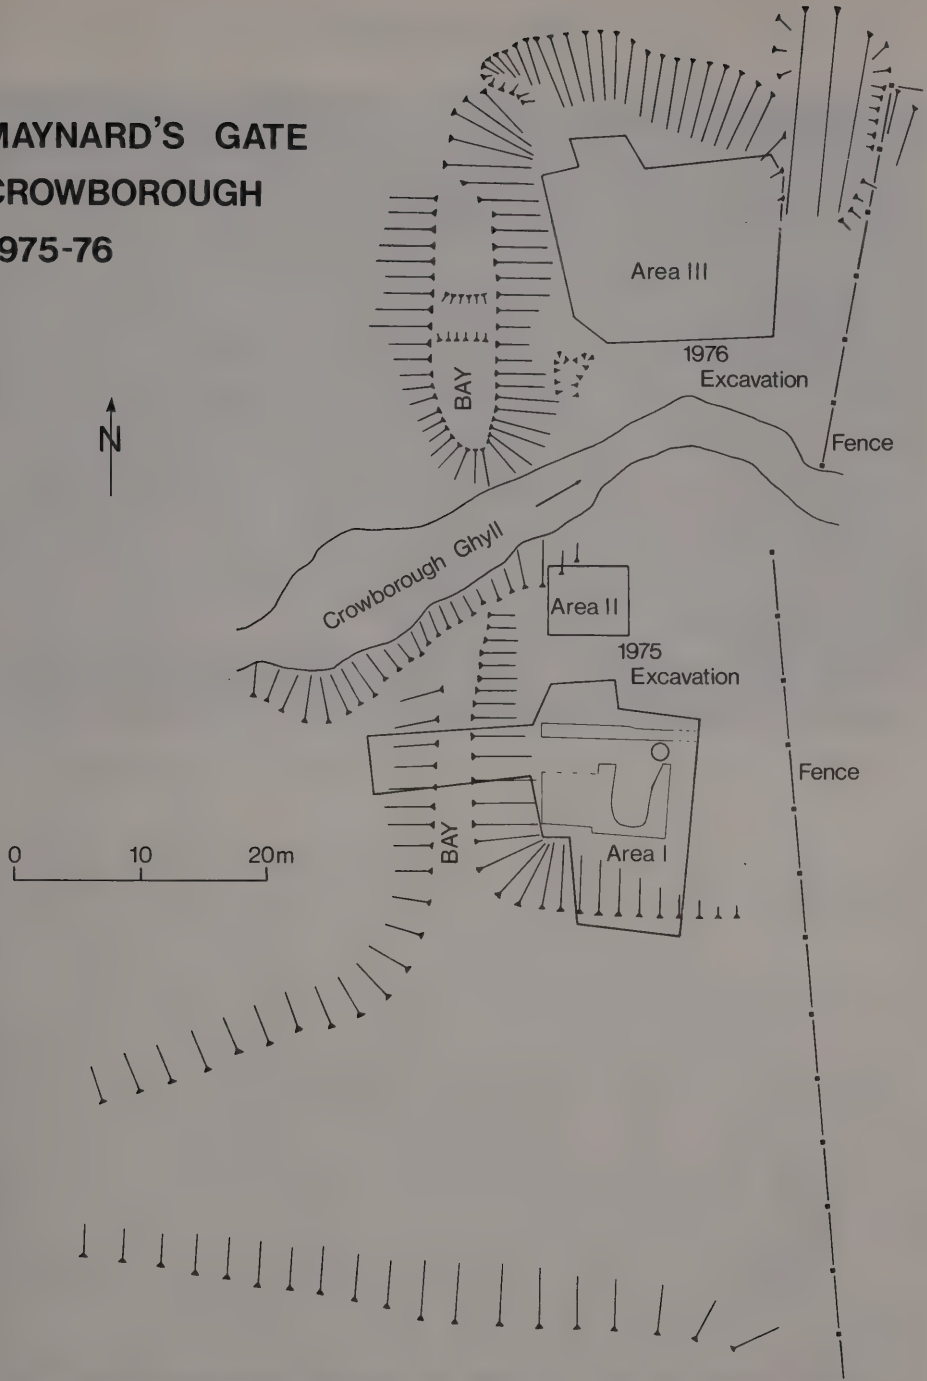 MAYNARD'S GATE
CROWBOROUGH
1975-76
Area III
1976
Excavation
BAY
N
Fence
Crowborough Ghyll
Area II
1975
Excavation
Fence
BAY
Area I
0 10 20m